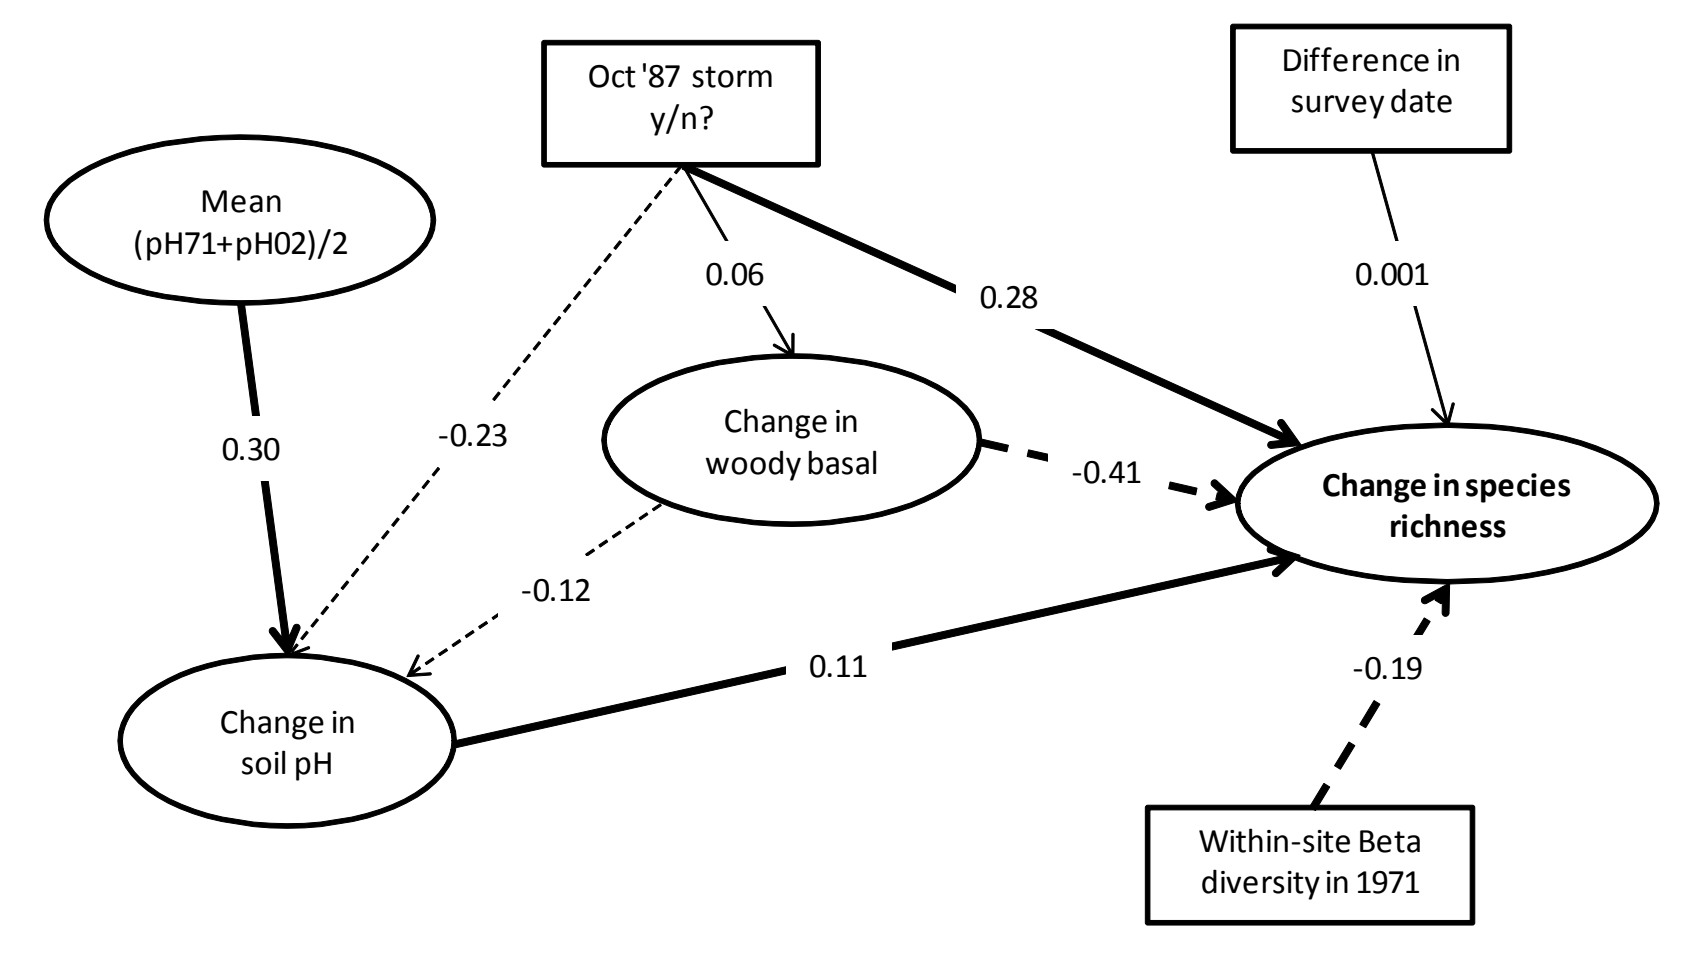 Oct '87 storm
y/n?
Difference in
survey date
Mean
(pH71+pH02)/2
0.06
0.28
0.001
Change in
woody basal
0.30
-0.23
-0.41
Change in species
richness
-0.12
0.11
-0.19
Change in
soil pH
Within-site Beta
diversity in 1971